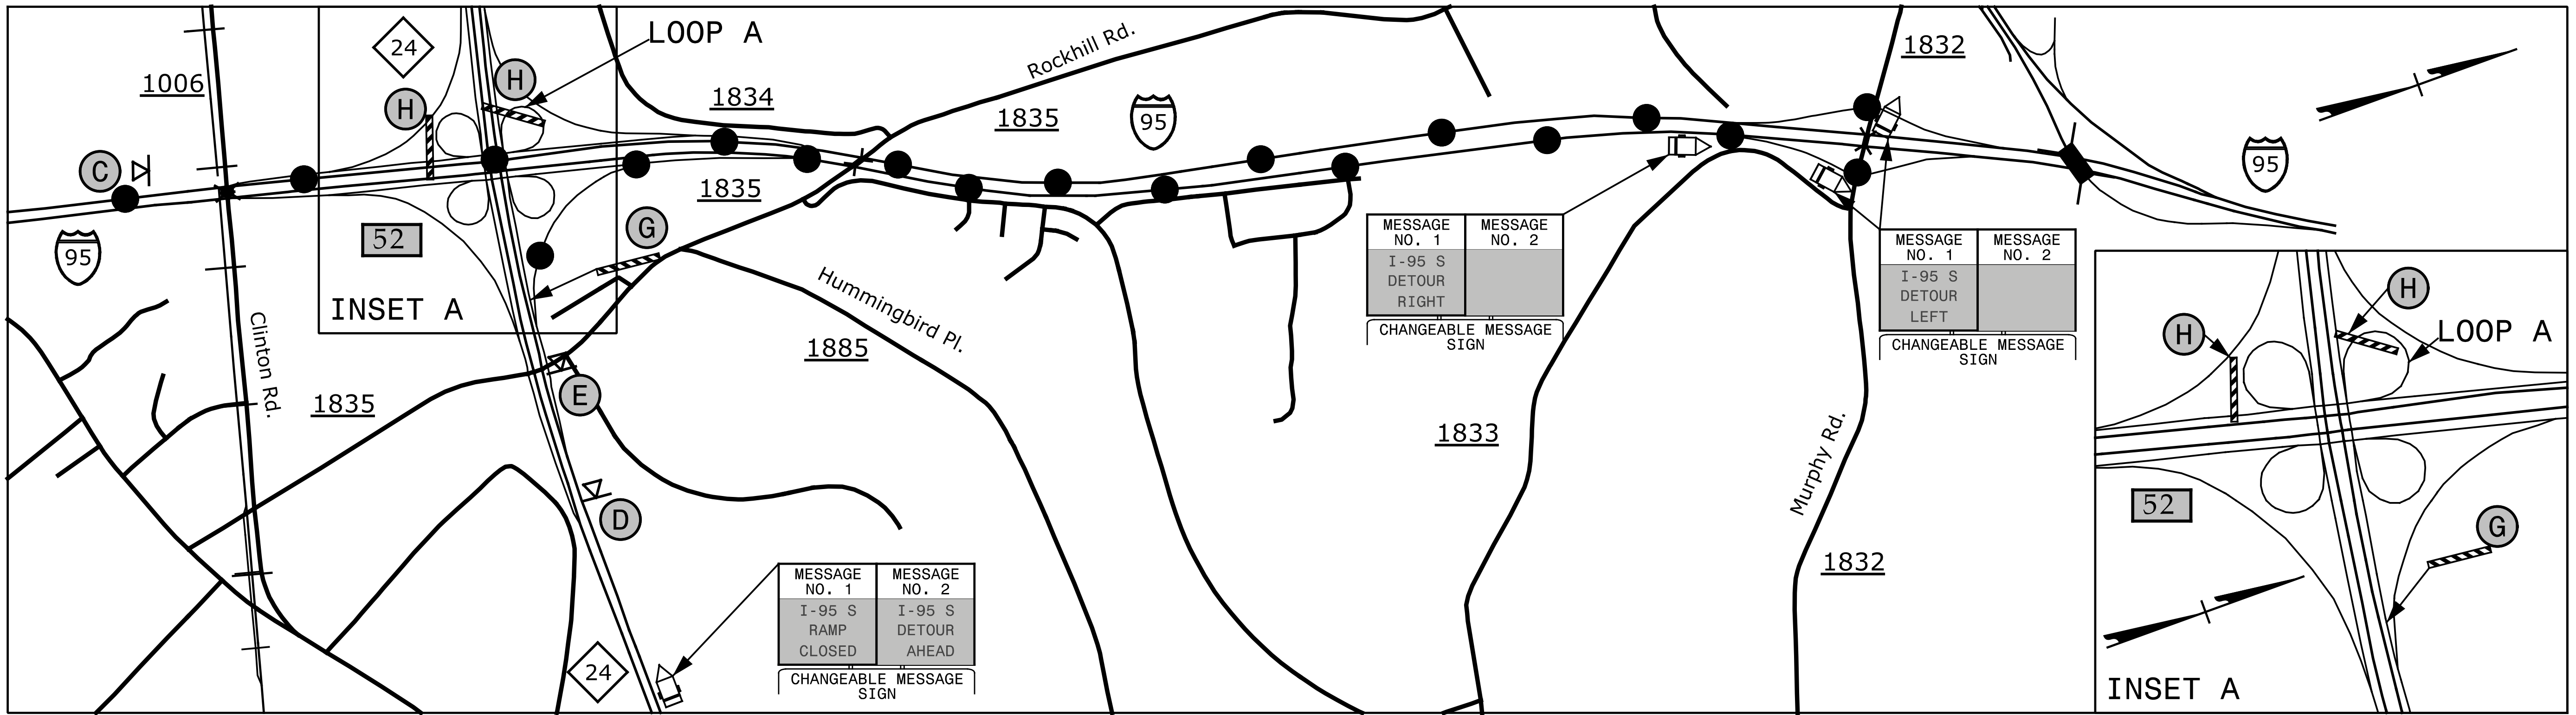 24
H
LOOP A
1006
H
1834
Rockhill Rd.
1835
95
1832
95
C
52
95
1835
G
INSET A
Clinton Rd.
Hummingbird Pl.
1885
E
1835
D
24
MESSAGE NO. 1
MESSAGE NO. 2
I-95 S
RAMP
CLOSED
I-95 S
DETOUR
AHEAD
CHANGEABLE MESSAGE
SIGN
MESSAGE NO. 1
MESSAGE NO. 2
I-95 S
DETOUR
RIGHT
CHANGEABLE MESSAGE
SIGN
MESSAGE NO. 1
MESSAGE NO. 2
I-95 S
DETOUR
LEFT
CHANGEABLE MESSAGE
SIGN
1833
Murphy Rd.
1832
H
H
LOOP A
52
G
INSET A